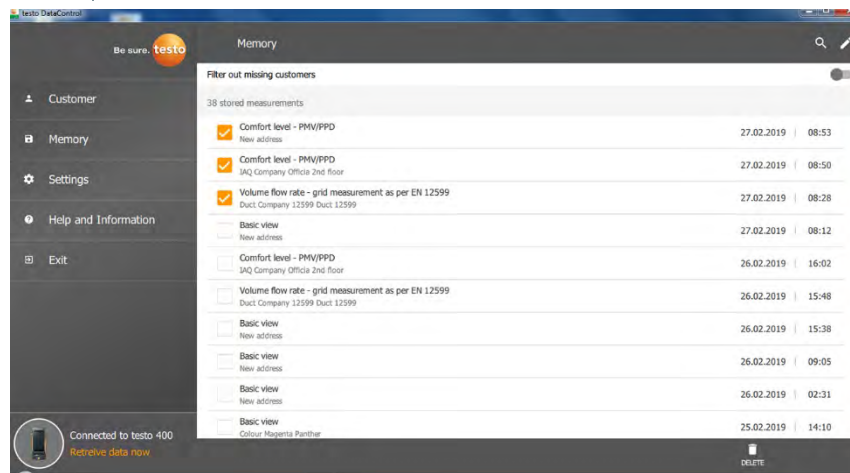 testo DataControl
Be sure. testo
Memory
Filter out missing customers
Customer
38 stored measurements
Comfort level - PMV/PPD
New address
27.02.2019 | 08:53
Memory
Comfort level - PMV/PPD
IAQ Company Officia 2nd floor
27.02.2019 | 08:50
Settings
Volume flow rate - grid measurement as per EN 12599
Duct Company 12599 Duct 12599
27.02.2019 | 08:28
Help and Information
Basic view
New address
27.02.2019 | 08:12
Exit
Comfort level - PMV/PPD
IAQ Company Officia 2nd floor
26.02.2019 | 16:02
Volume flow rate - grid measurement as per EN 12599
Duct Company 12599 Duct 12599
26.02.2019 | 15:48
Basic view
New address
26.02.2019 | 15:38
Basic view
New address
26.02.2019 | 09:05
Basic view
New address
26.02.2019 | 02:31
Basic view
Colour Magenta Panther
25.02.2019 | 14:10
Connected to testo 400
Retreive data now
DELETE